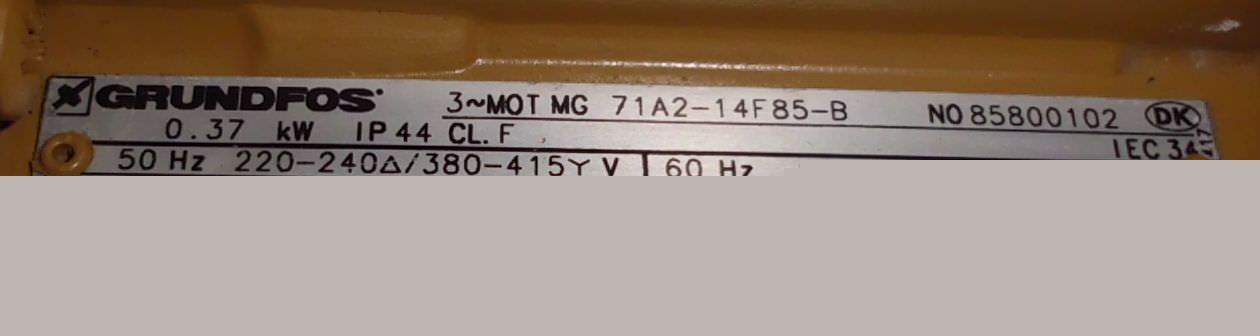 GRUNDFOS 3~MOT MG 71A2-14F85-B NO 85800102 DK
0.37 kW IP 44 CL. F IEC 34
50 Hz 220-240Δ/380-415Y V 60 Hz